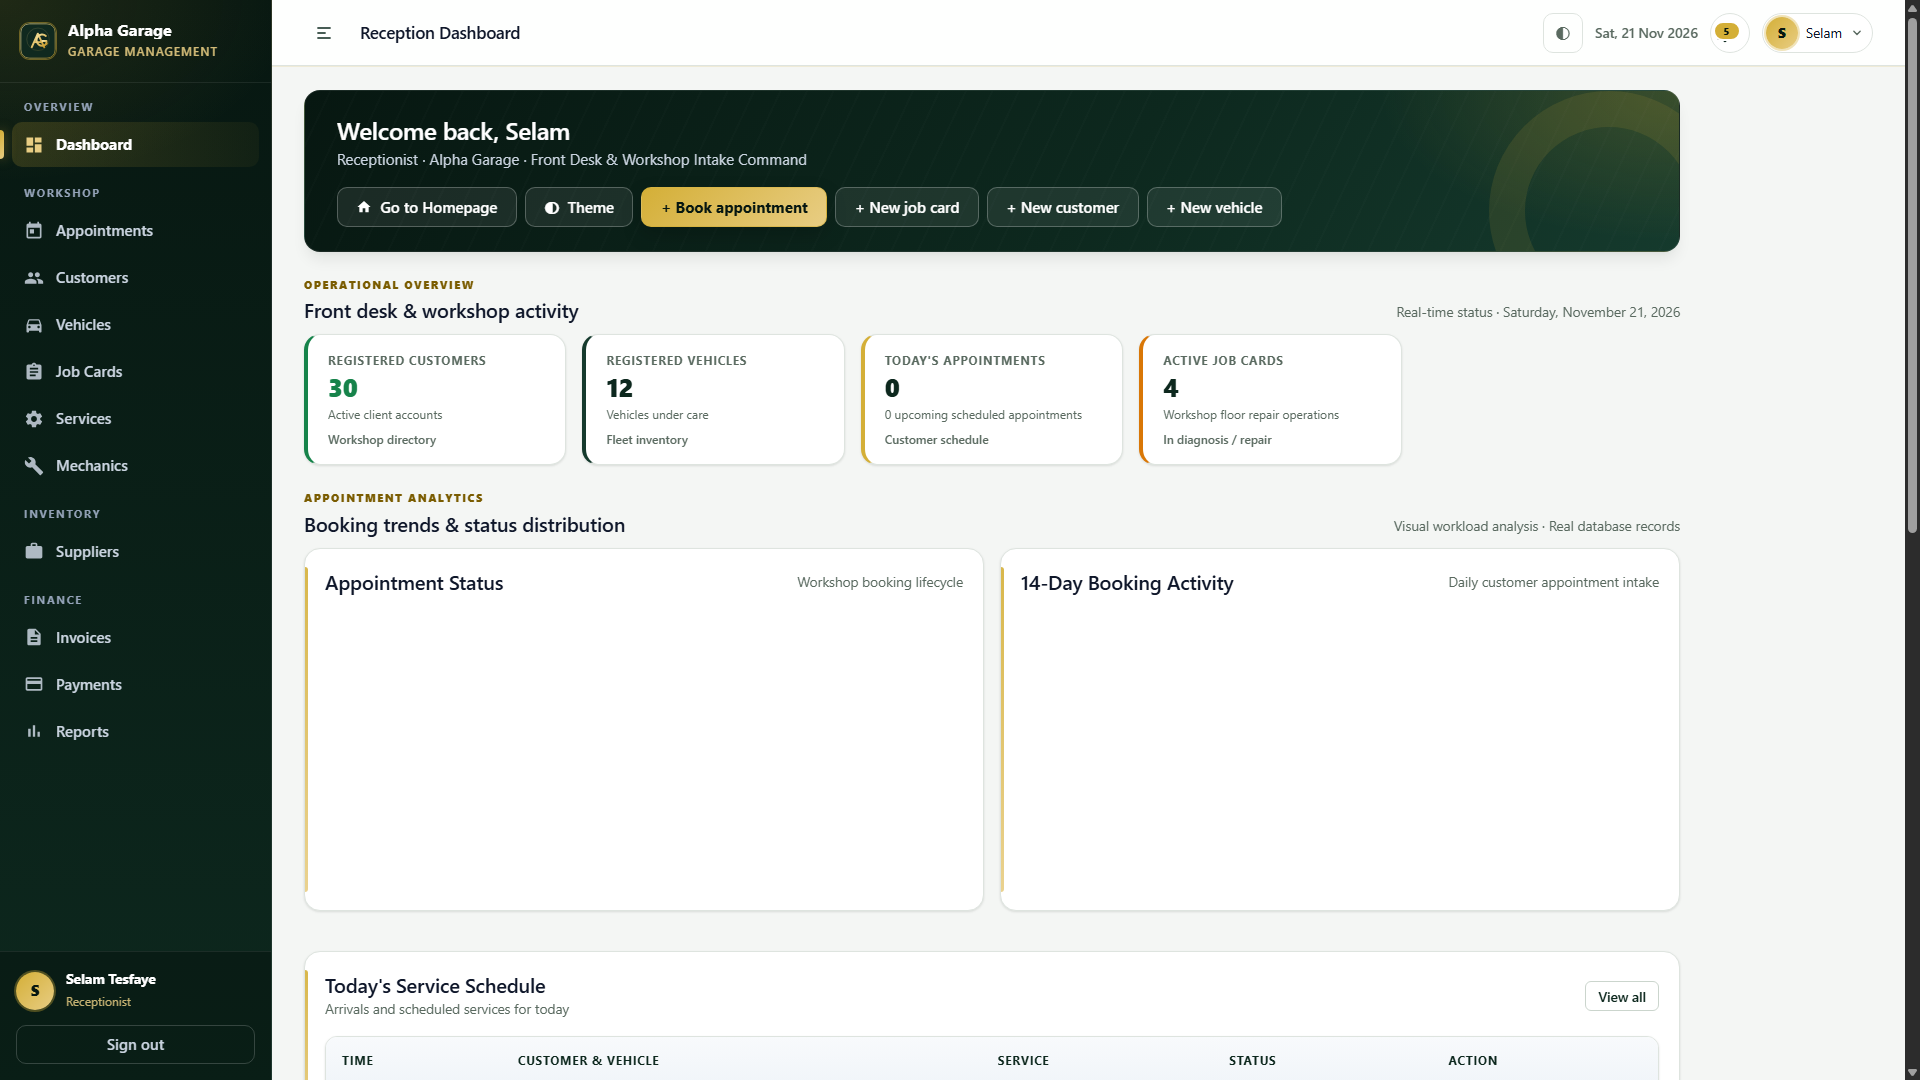 Alpha Garage
GARAGE MANAGEMENT
OVERVIEW
Dashboard
WORKSHOP
Appointments
Customers
Vehicles
Job Cards
Services
Mechanics
INVENTORY
Suppliers
FINANCE
Invoices
Payments
Reports
S
Selam Tesfaye
Receptionist
Sign out
Reception Dashboard
Sat, 21 Nov 2026
5
S
Selam
Welcome back, Selam
Receptionist · Alpha Garage · Front Desk & Workshop Intake Command
Go to Homepage
Theme
+ Book appointment
+ New job card
+ New customer
+ New vehicle
OPERATIONAL OVERVIEW
Front desk & workshop activity
Real-time status · Saturday, November 21, 2026
REGISTERED CUSTOMERS
30
Active client accounts
Workshop directory
REGISTERED VEHICLES
12
Vehicles under care
Fleet inventory
TODAY'S APPOINTMENTS
0
0 upcoming scheduled appointments
Customer schedule
ACTIVE JOB CARDS
4
Workshop floor repair operations
In diagnosis / repair
APPOINTMENT ANALYTICS
Booking trends & status distribution
Visual workload analysis · Real database records
Appointment Status
Workshop booking lifecycle
14-Day Booking Activity
Daily customer appointment intake
Today's Service Schedule
Arrivals and scheduled services for today
View all
TIME CUSTOMER & VEHICLE SERVICE STATUS ACTION